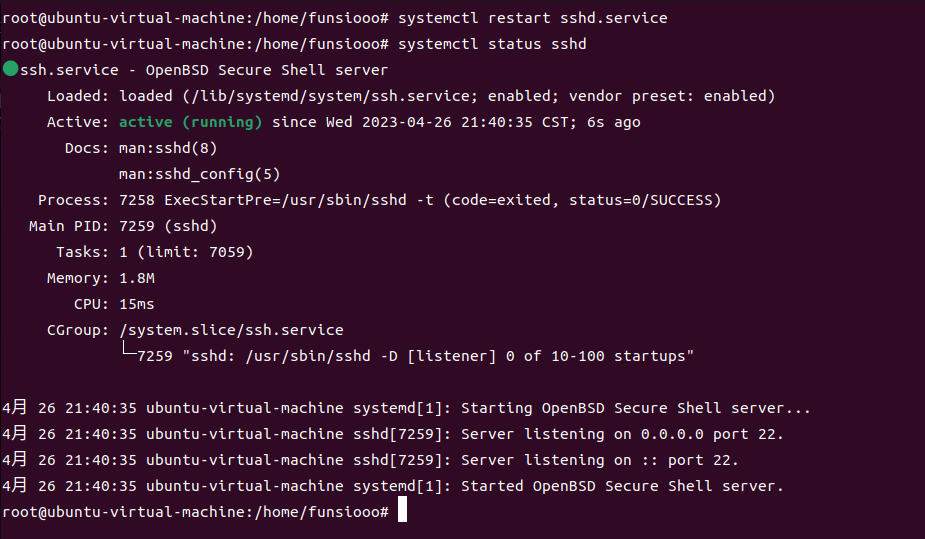 root@ubuntu-virtual-machine:/home/funsiooo# systemctl restart sshd.service
root@ubuntu-virtual-machine:/home/funsiooo# systemctl status sshd
ssh.service - OpenBSD Secure Shell server
Loaded: loaded (/lib/systemd/system/ssh.service; enabled; vendor preset: enabled)
Active: active (running) since Wed 2023-04-26 21:40:35 CST; 6s ago
Docs: man:sshd(8)
man:sshd_config(5)
Process: 7258 ExecStartPre=/usr/sbin/sshd -t (code=exited, status=0/SUCCESS)
Main PID: 7259 (sshd)
Tasks: 1 (limit: 7059)
Memory: 1.8M
CPU: 15ms
CGroup: /system.slice/ssh.service
└─7259 "sshd: /usr/sbin/sshd -D [listener] 0 of 10-100 startups"
4月 26 21:40:35 ubuntu-virtual-machine systemd[1]: Starting OpenBSD Secure Shell server...
4月 26 21:40:35 ubuntu-virtual-machine sshd[7259]: Server listening on 0.0.0.0 port 22.
4月 26 21:40:35 ubuntu-virtual-machine sshd[7259]: Server listening on :: port 22.
4月 26 21:40:35 ubuntu-virtual-machine systemd[1]: Started OpenBSD Secure Shell server.
root@ubuntu-virtual-machine:/home/funsiooo#